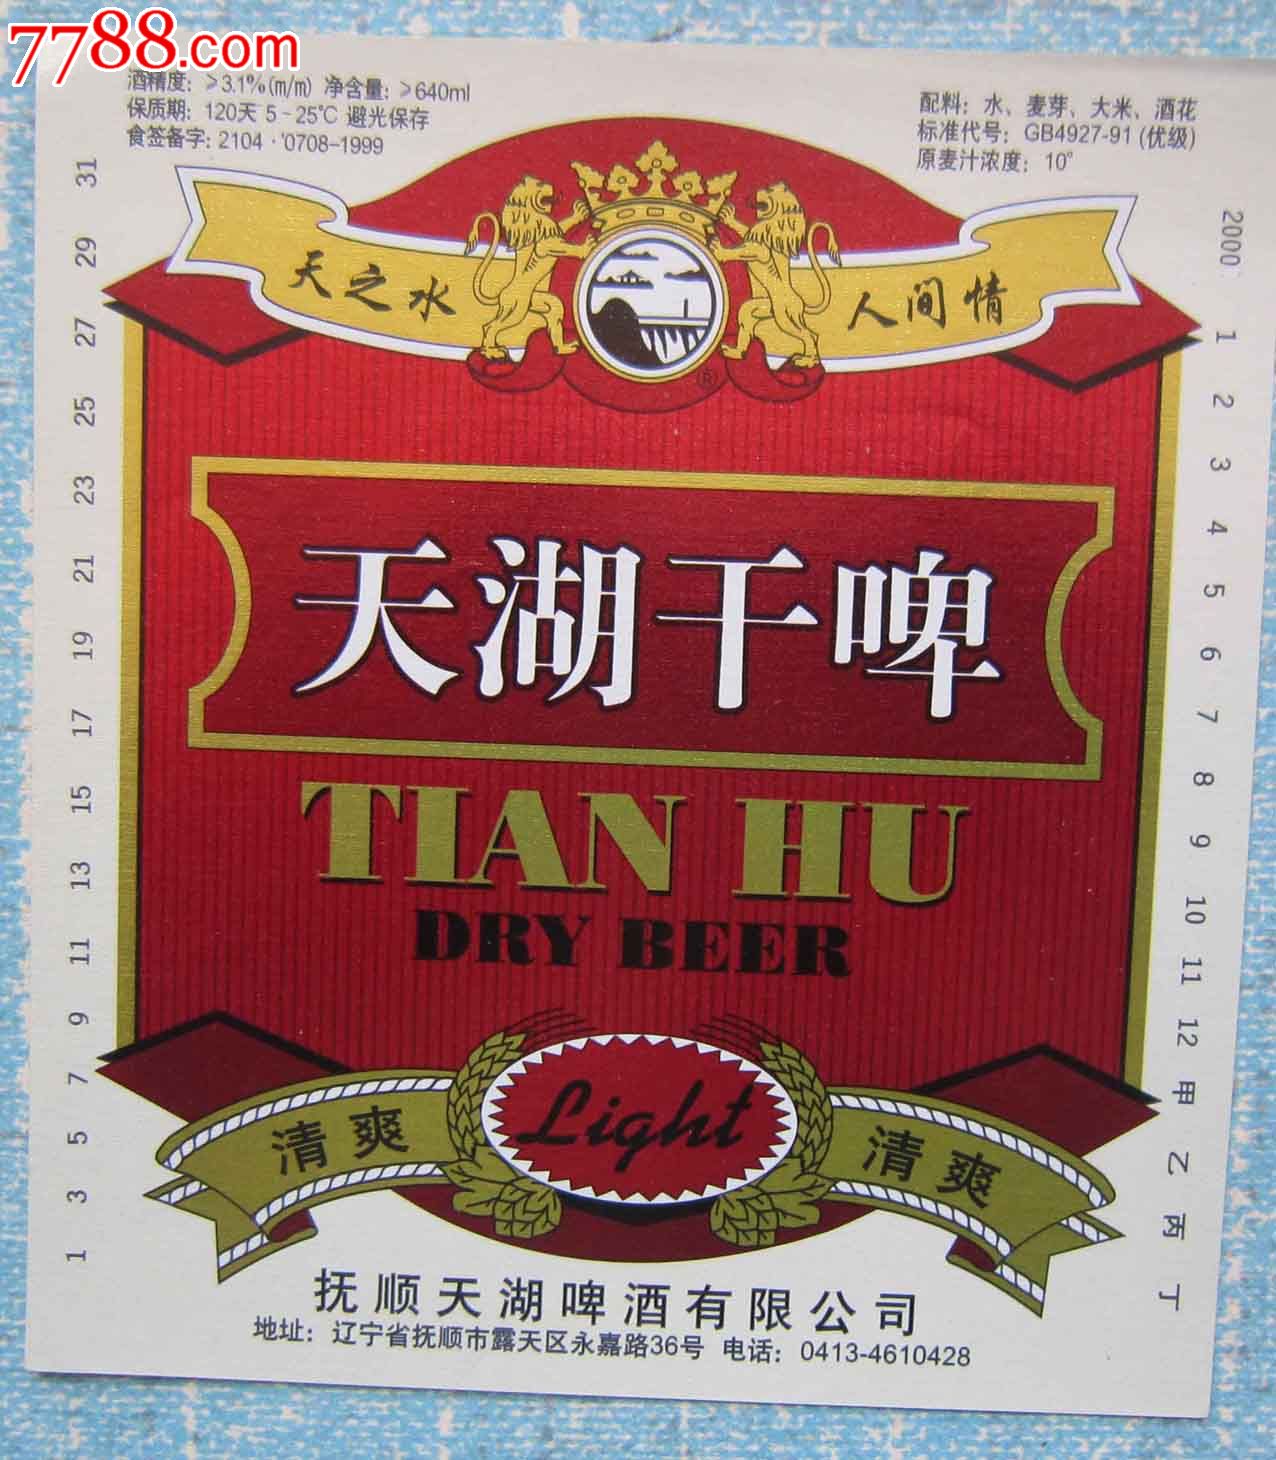 7788.com
酒精度：≥3.1%(m/m) 净含量：≥640ml
保质期：120天 5-25℃ 避光保存
食签备字：2104·'0708-1999
配料：水、麦芽、大米、酒花
标准代号：GB4927-91 (优级)
原麦汁浓度：10°
天之水
人间情
®
天湖干啤
TIAN HU
DRY BEER
Light
清爽
清爽
抚顺天湖啤酒有限公司
地址：辽宁省抚顺市露天区永嘉路36号 电话：0413-4610428
31 29 27 25 23 21 19 17 15 13 11 9 7 5 3 1
2000 1 2 3 4 5 6 7 8 9 10 11 12 甲 乙 丙 丁